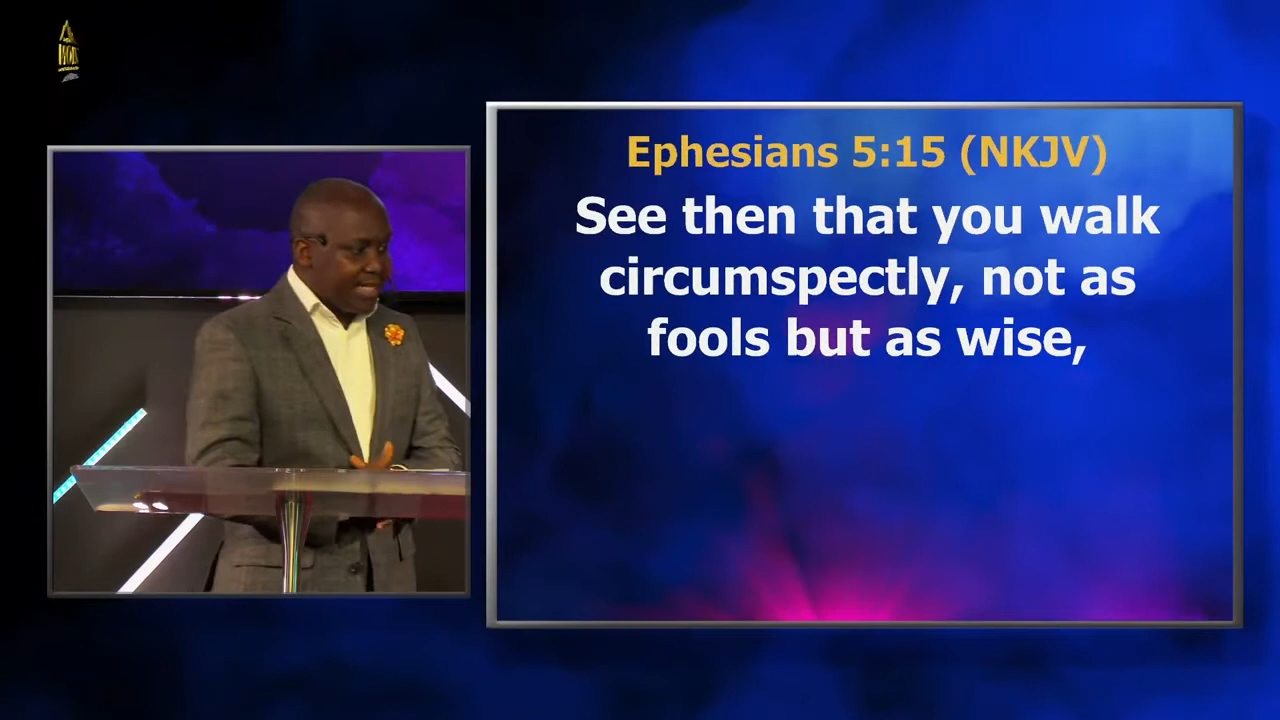 Ephesians 5:15 (NKJV)
See then that you walk
circumspectly, not as
fools but as wise,